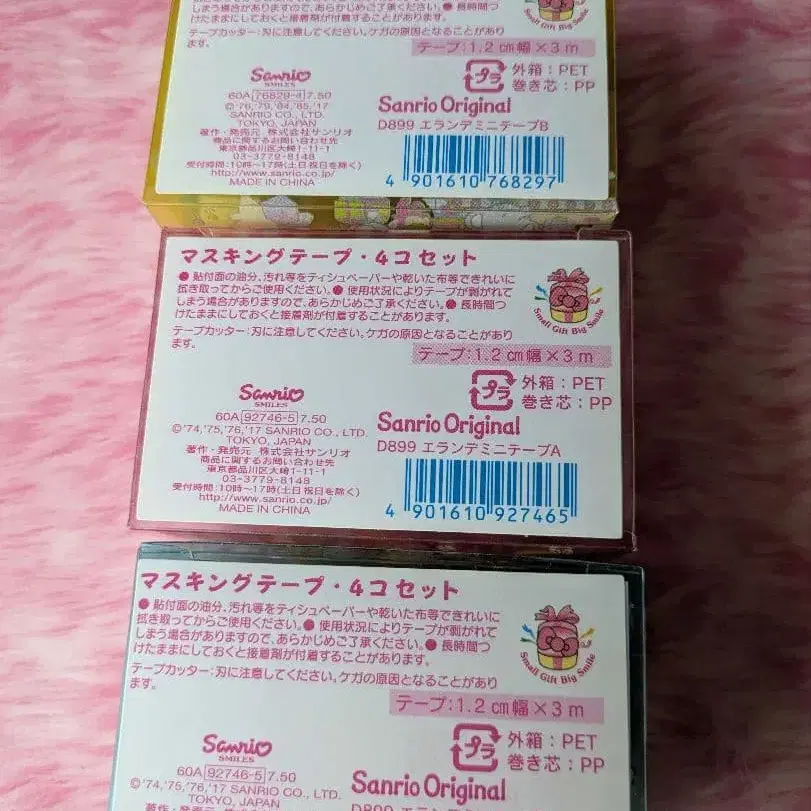 しまう場合がありますので、あらかじめご了承ください。● 長時間つ
けたままにしておくと接着剤が付着することがあります。
テープカッター:刃に注意してください。ケガの原因となることがあり
ます。
テープ:1.2㎝幅×3m
プラ
外箱:PET
巻き芯:PP
Sanrio
SMILES
60A 76829-4 7.50
©'76,'79,'84,'85,'17
SANRIO CO., LTD.
TOKYO, JAPAN
著作・発売元 株式会社サンリオ
商品に関するお問い合わせ先
東京都品川区大崎1-11-1
03-3779-8148
受付時間:10時〜17時(土日祝日を除く)
http://www.sanrio.co.jp/
MADE IN CHINA
Sanrio Original
D899 エランデミニテープB
4 901610 768297
マスキングテープ・4コセット
● 貼付面の油分、汚れ等をティシュペーパーや乾いた布等できれいに
拭き取ってからご使用ください。● 使用状況によりテープが剥がれて
しまう場合がありますので、あらかじめご了承ください。● 長時間つ
けたままにしておくと接着剤が付着することがあります。
テープカッター:刃に注意してください。ケガの原因となることがあり
ます。
Small Gift Big Smile
テープ:1.2㎝幅×3m
プラ
外箱:PET
巻き芯:PP
Sanrio
SMILES
60A 92746-5 7.50
©'74,'75,'76,'17 SANRIO CO., LTD.
TOKYO, JAPAN
著作・発売元 株式会社サンリオ
商品に関するお問い合わせ先
東京都品川区大崎1-11-1
03-3779-8148
受付時間:10時〜17時(土日祝日を除く)
http://www.sanrio.co.jp/
MADE IN CHINA
Sanrio Original
D899 エランデミニテープA
4 901610 927465
マスキングテープ・4コセット
● 貼付面の油分、汚れ等をティシュペーパーや乾いた布等できれいに
拭き取ってからご使用ください。● 使用状況によりテープが剥がれて
しまう場合がありますので、あらかじめご了承ください。● 長時間つ
けたままにしておくと接着剤が付着することがあります。
テープカッター:刃に注意してください。ケガの原因となることがあり
ます。
Small Gift Big Smile
テープ:1.2㎝幅×3m
プラ
外箱:PET
巻き芯:PP
Sanrio
SMILES
60A 92746-5 7.50
©'74,'75,'76,'17 SANRIO CO., LTD.
TOKYO, JAPAN
著作・発売元 株式会社サンリオ
Sanrio Original
D899 エランデミニテープA